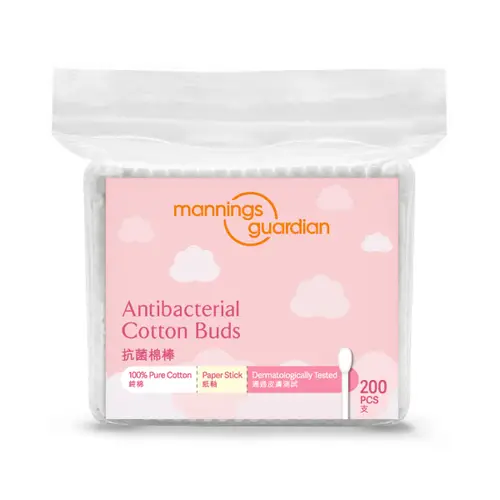 mannings
guardian
Antibacterial
Cotton Buds
抗菌棉棒
100% Pure Cotton
純棉
Paper Stick
紙軸
Dermatologically Tested
通過皮膚測試
200
PCS
支